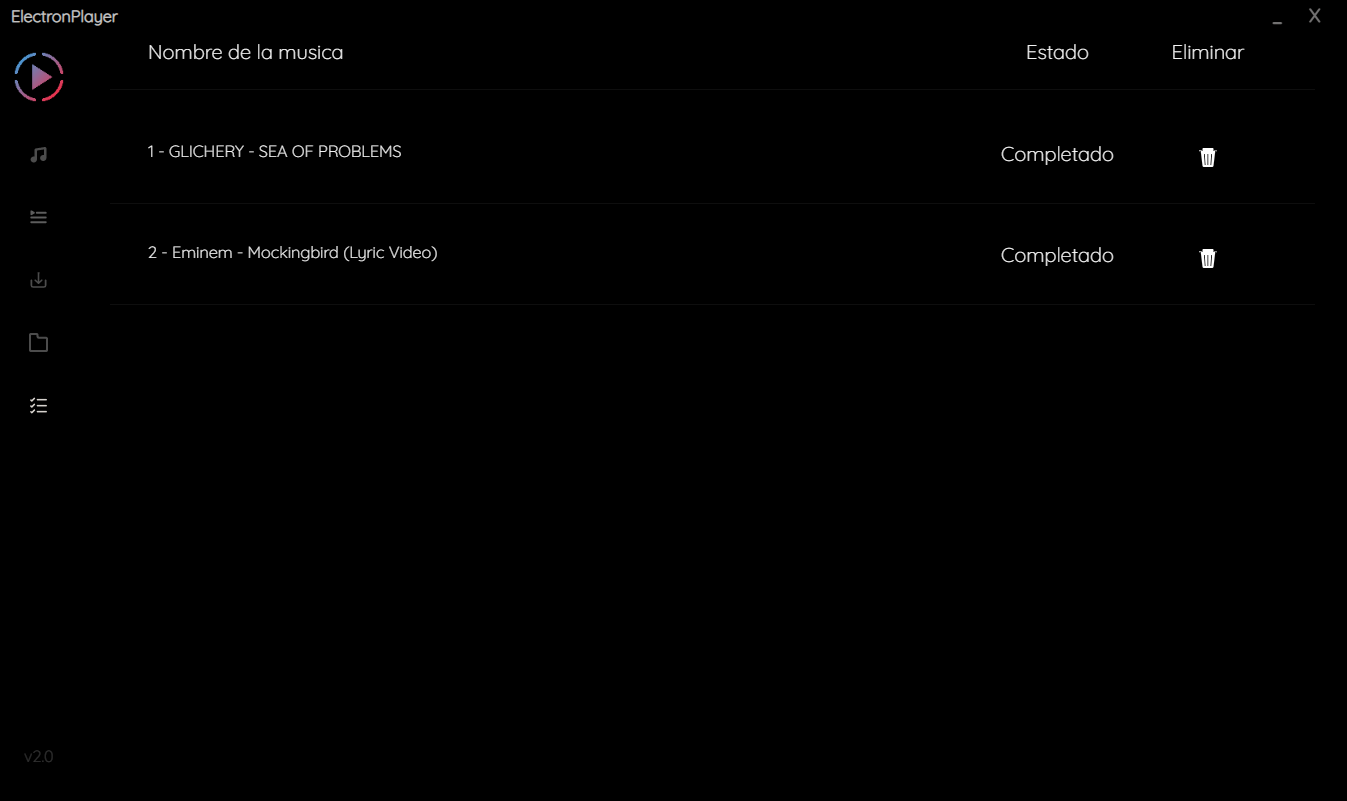 ElectronPlayer
_ X
Nombre de la musica Estado Eliminar
1 - GLICHERY - SEA OF PROBLEMS Completado
2 - Eminem - Mockingbird (Lyric Video) Completado
v2.0